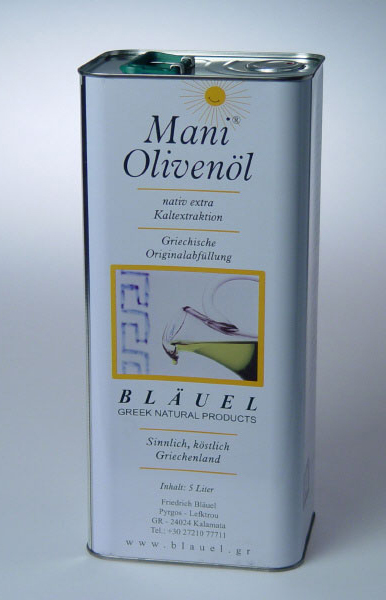 Mani®
Olivenöl
nativ extra
Kaltextraktion
Griechische
Originalabfüllung
BLÄUEL
GREEK NATURAL PRODUCTS
Sinnlich, köstlich
Griechenland
Inhalt: 5 Liter
Friedrich Bläuel
Pyrgos - Lefktrou
GR - 24024 Kalamata
Tel.: +30 27210 77711
www.blauel.gr